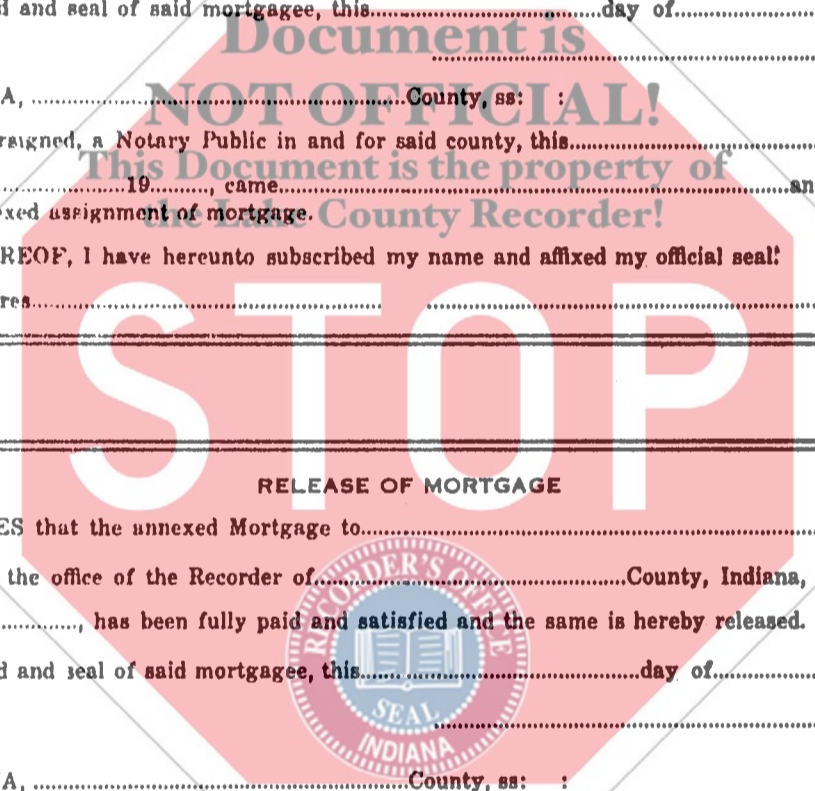 d and seal of said mortgagee, this..............................day of....................
Document is
A, ..................................................County, ss: :
NOT OFFICIAL!
rsigned, a Notary Public in and for said county, this..............................
This Document is the property of
....................19........, came............................................................an
xed assignment of mortgage.
the Lake County Recorder!
REOF, I have hereunto subscribed my name and affixed my official seal.
res............................................................
STOP
RELEASE OF MORTGAGE
ES that the annexed Mortgage to............................................................
the office of the Recorder of........................................County, Indiana,
............, has been fully paid and satisfied and the same is hereby released.
d and seal of said mortgagee, this........................................day of....................
RECORDER'S OFFICE
SEAL
INDIANA
A, ..................................................County, ss: :